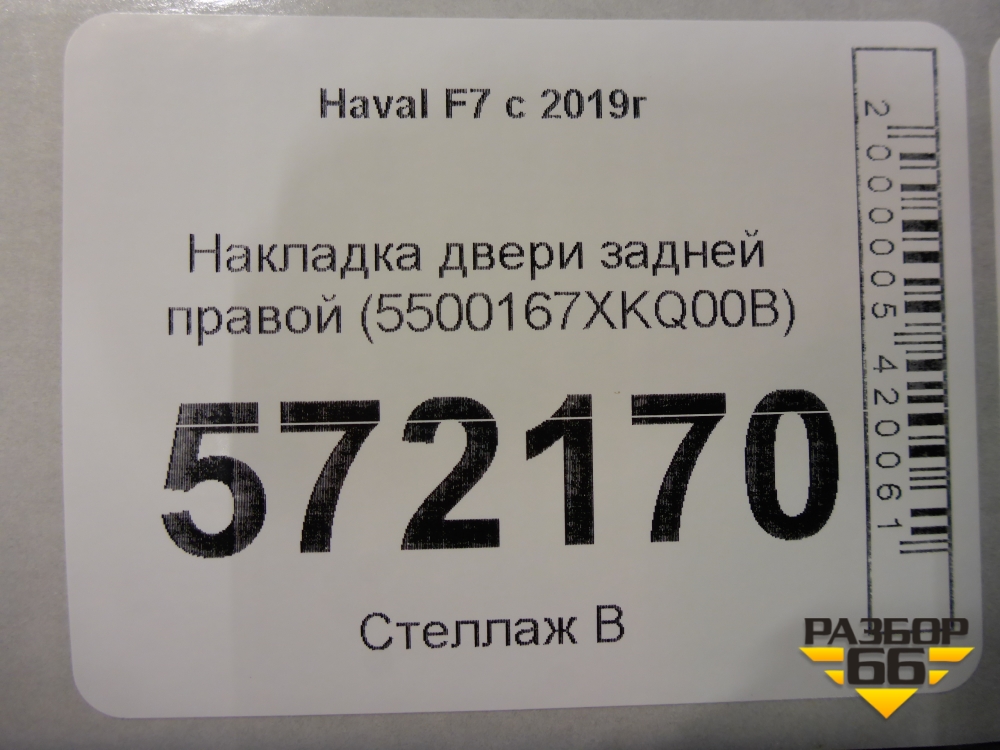 Haval F7 с 2019г
Накладка двери задней
правой (5500167XKQ00B)
572170
Стеллаж В
2000005420061
РАЗБОР
66